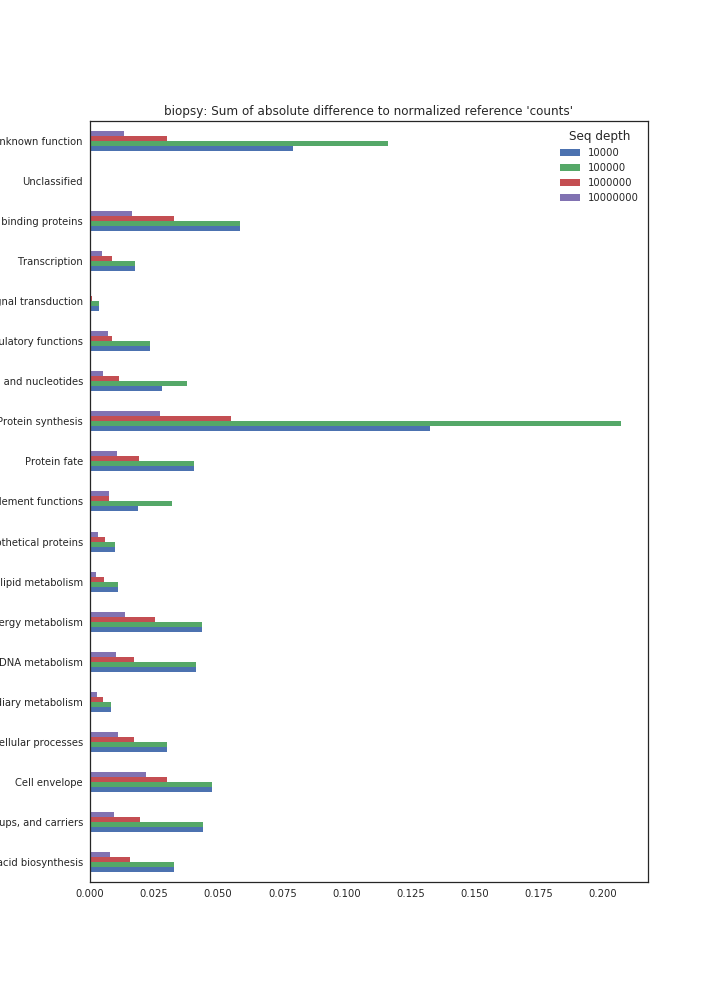 biopsy: Sum of absolute difference to normalized reference 'counts'
Seq depth
10000
100000
1000000
10000000
nknown function
Unclassified
binding proteins
Transcription
gnal transduction
ulatory functions
and nucleotides
Protein synthesis
Protein fate
lement functions
othetical proteins
lipid metabolism
ergy metabolism
DNA metabolism
diary metabolism
ellular processes
Cell envelope
ups, and carriers
acid biosynthesis
0.000 0.025 0.050 0.075 0.100 0.125 0.150 0.175 0.200